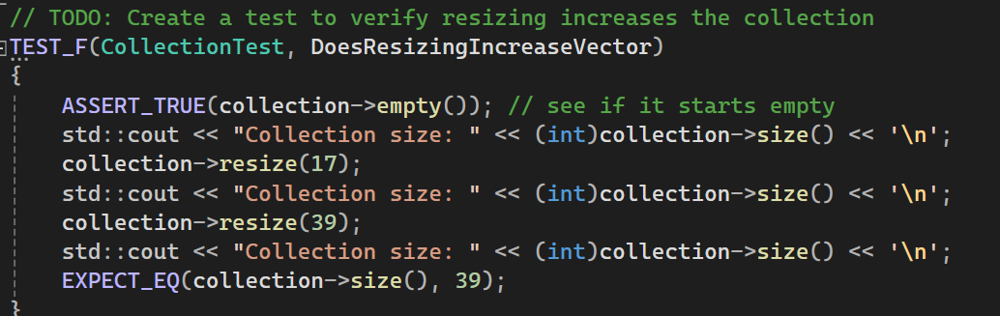 // TODO: Create a test to verify resizing increases the collection
TEST_F(CollectionTest, DoesResizingIncreaseVector)
{
    ASSERT_TRUE(collection->empty()); // see if it starts empty
    std::cout << "Collection size: " << (int)collection->size() << '\n';
    collection->resize(17);
    std::cout << "Collection size: " << (int)collection->size() << '\n';
    collection->resize(39);
    std::cout << "Collection size: " << (int)collection->size() << '\n';
    EXPECT_EQ(collection->size(), 39);
}